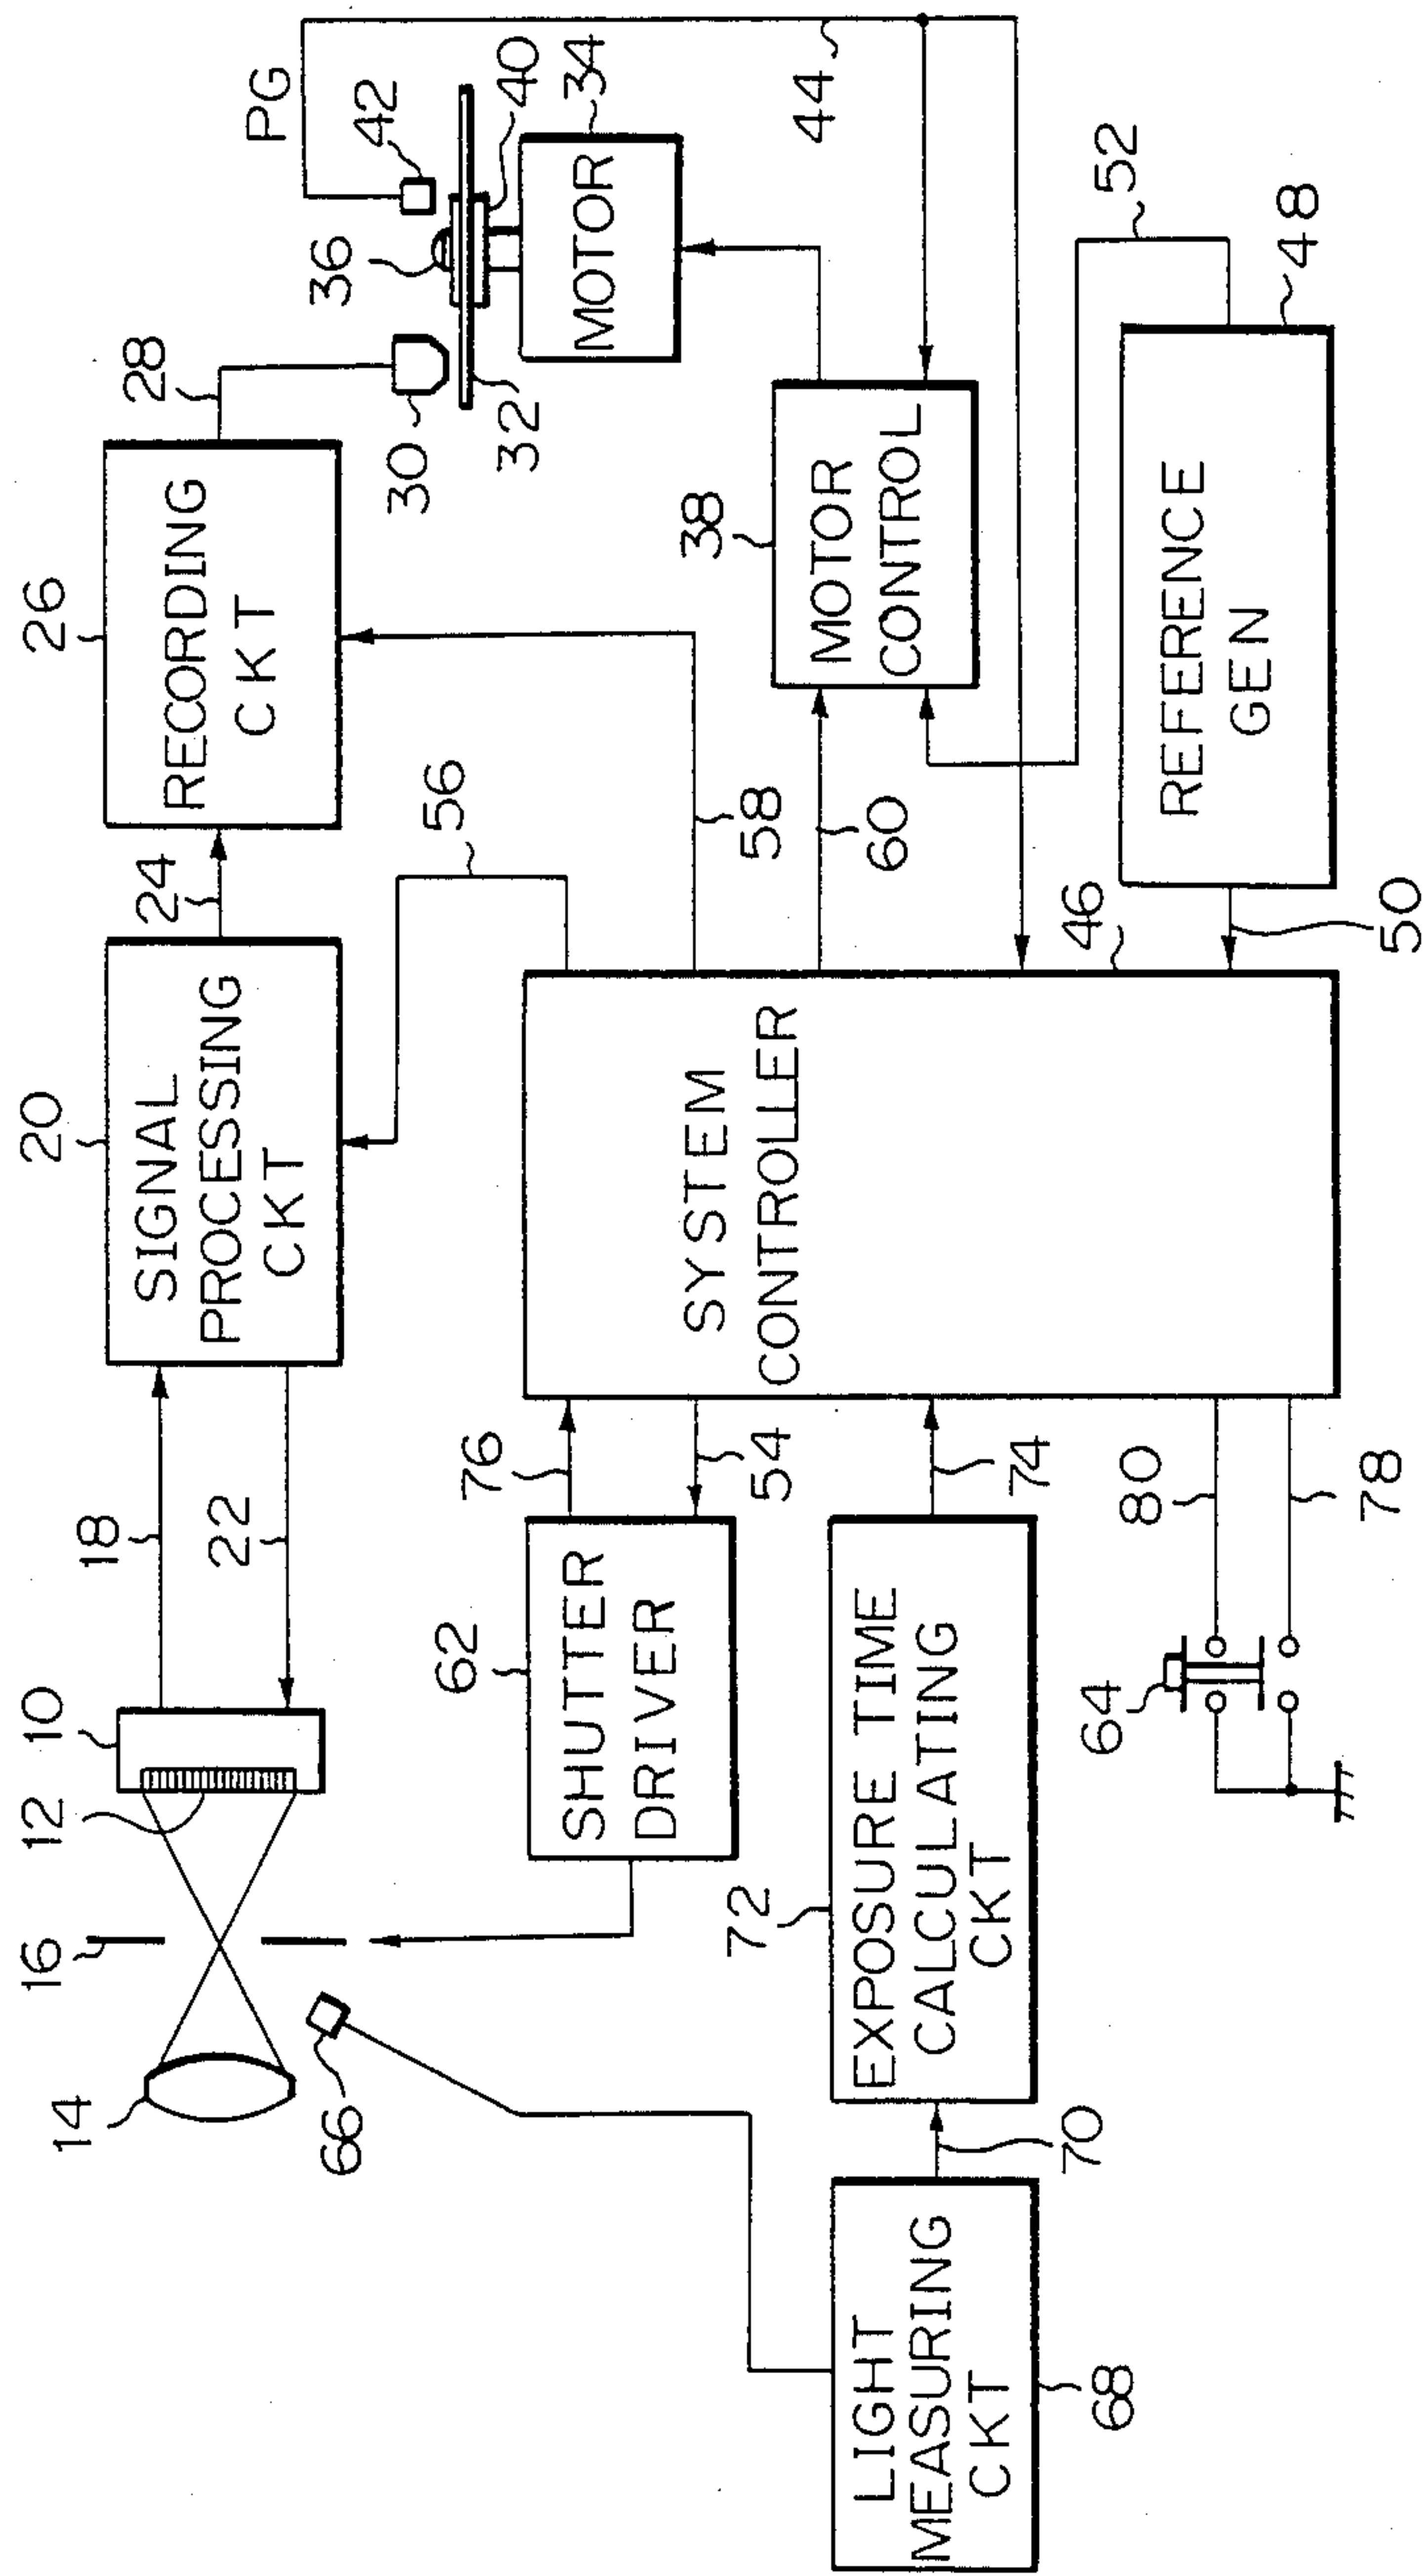 PG
42
40
34
MOTOR
36
28
30
32
44
52
26
RECORDING
CKT
24
38
MOTOR
CONTROL
48
REFERENCE
GEN
50
56
58
60
46
20
SIGNAL
PROCESSING
CKT
SYSTEM
CONTROLLER
18
22
76
54
74
80
78
10
12
16
14
66
62
SHUTTER
DRIVER
64
72
EXPOSURE TIME
CALCULATING
CKT
70
LIGHT
MEASURING
CKT
68